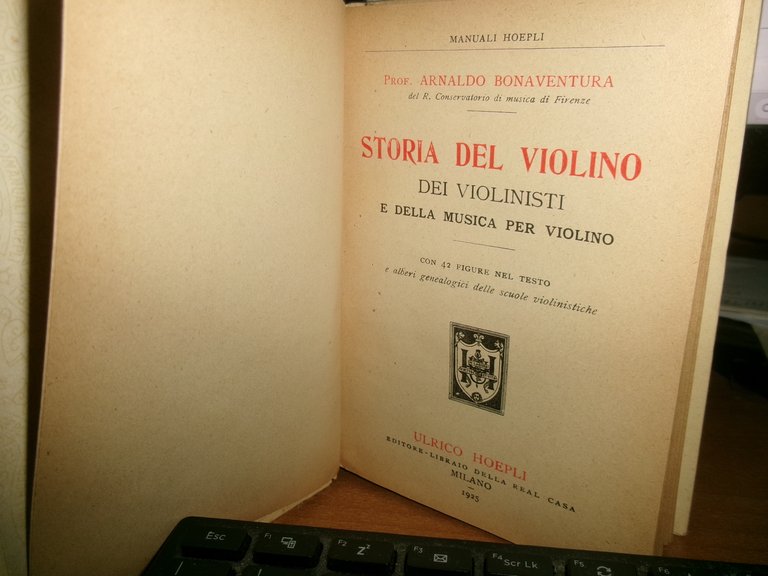 MANUALI HOEPLI
PROF. ARNALDO BONAVENTURA
del R. Conservatorio di musica di Firenze
STORIA DEL VIOLINO
DEI VIOLINISTI
E DELLA MUSICA PER VIOLINO
CON 42 FIGURE NEL TESTO
e alberi genealogici delle scuole violinistiche
ULRICO HOEPLI
EDITORE-LIBRAIO DELLA REAL CASA
MILANO
1925
Esc
F1
F2
Z
F3
F4
Scr Lk
F5
F6